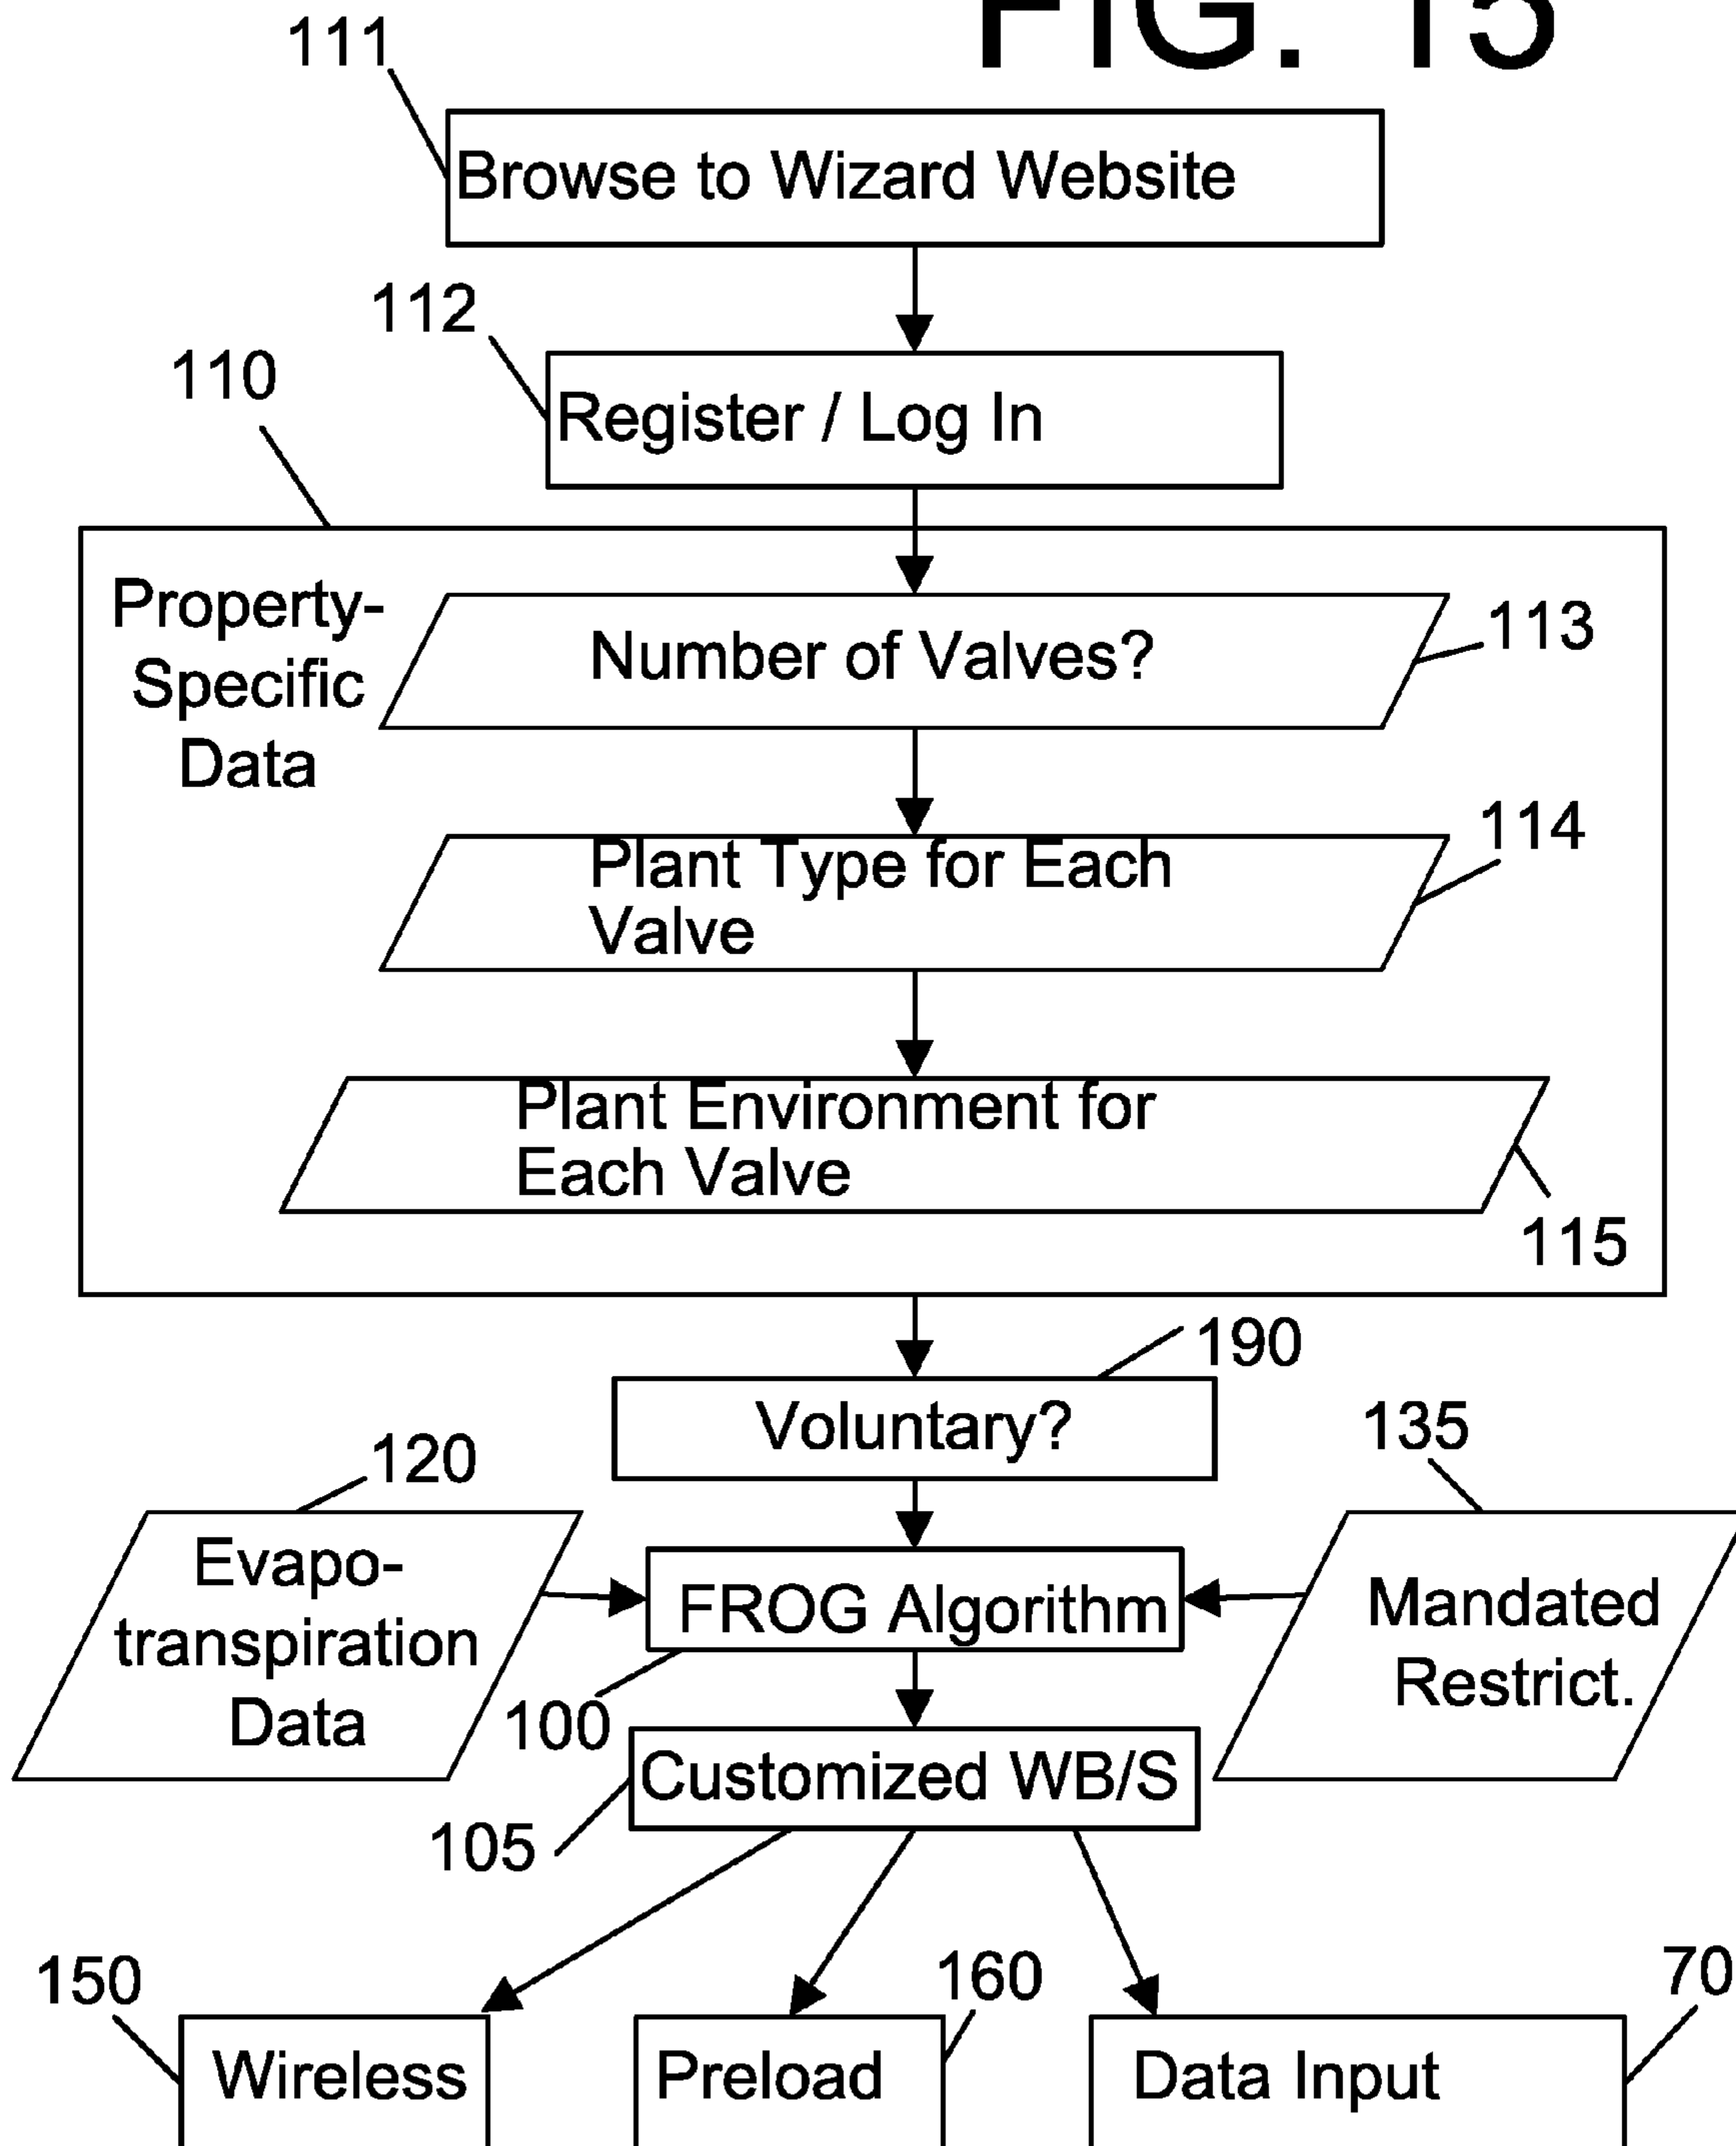 FIG. 15
111
Browse to Wizard Website
112
Register / Log In
110
Property-
Specific
Data
Number of Valves?
113
Plant Type for Each
Valve
114
Plant Environment for
Each Valve
115
190
Voluntary?
120
135
Evapo-
transpiration
Data
FROG Algorithm
Mandated
Restrict.
100
Customized WB/S
105
150
160
70
Wireless
Preload
Data Input